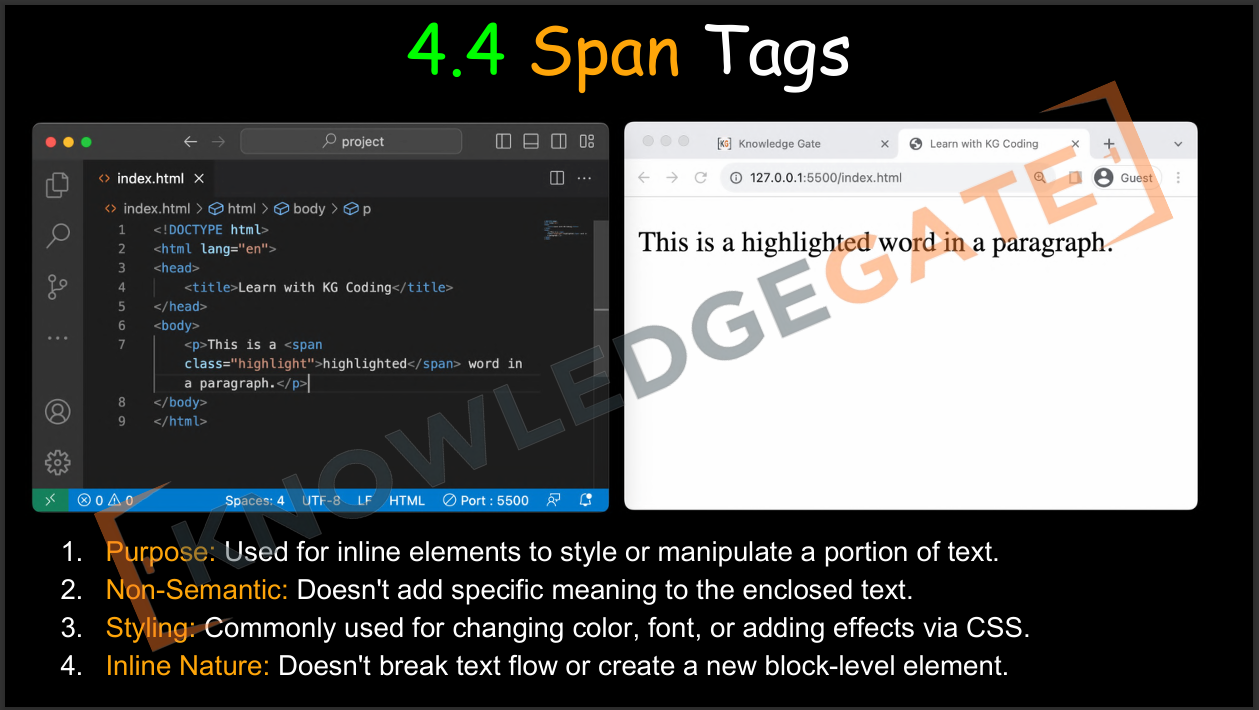 4.4 Span Tags
project
index.html
index.html > html > body > p
1 <!DOCTYPE html>
2 <html lang="en">
3 <head>
4 <title>Learn with KG Coding</title>
5 </head>
6 <body>
7 <p>This is a <span
class="highlight">highlighted</span> word in
a paragraph.</p>
8 </body>
9 </html>
0 0 Spaces: 4 UTF-8 LF HTML Port : 5500
KG Knowledge Gate Learn with KG Coding
127.0.0.1:5500/index.html Guest
This is a highlighted word in a paragraph.
KNOWLEDGEGATE
1. Purpose: Used for inline elements to style or manipulate a portion of text.
2. Non-Semantic: Doesn't add specific meaning to the enclosed text.
3. Styling: Commonly used for changing color, font, or adding effects via CSS.
4. Inline Nature: Doesn't break text flow or create a new block-level element.